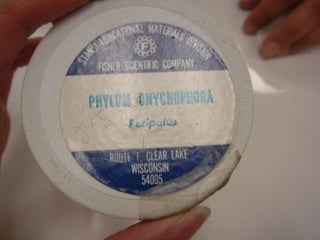 STANSI EDUCATIONAL MATERIALS DIVISION
F
FISHER SCIENTIFIC COMPANY
PHYLUM ONYCHOPHORA
Peripatus
ROUTE 1, CLEAR LAKE
WISCONSIN
54005